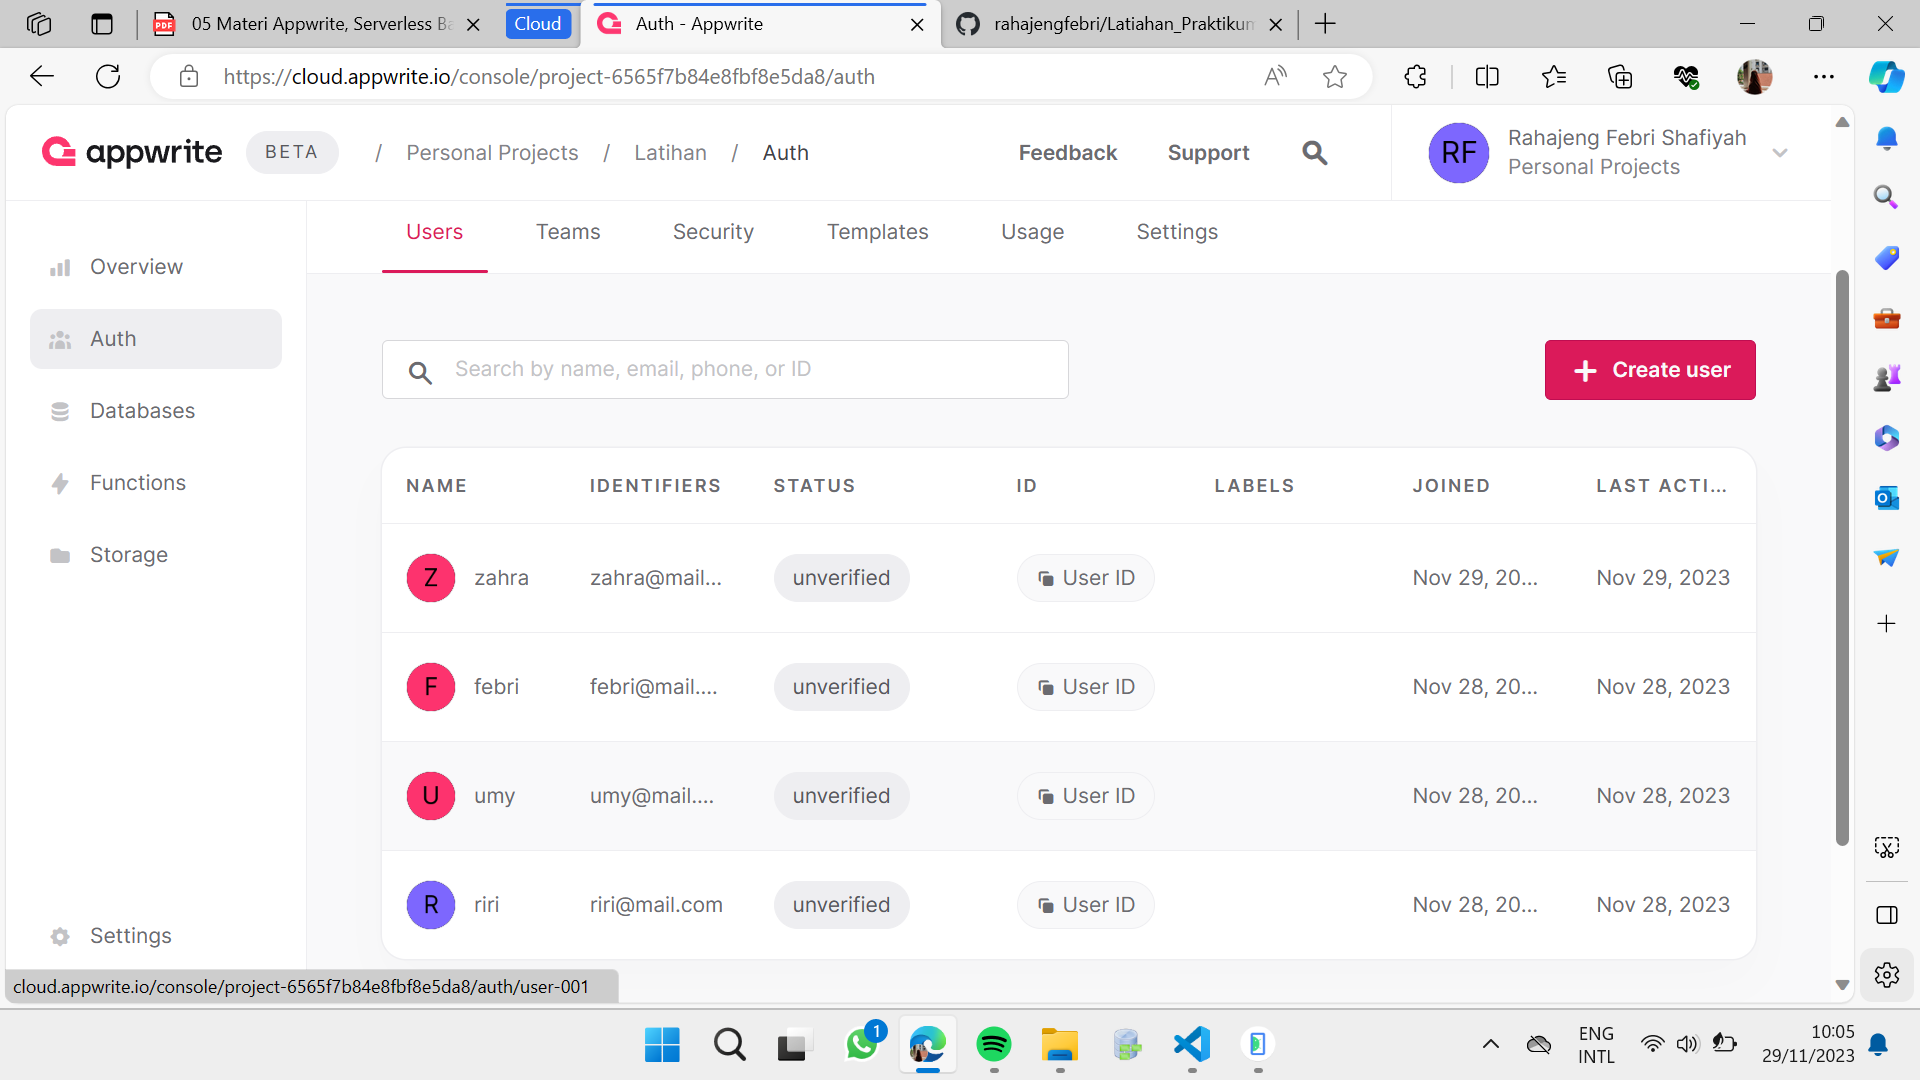 05 Materi Appwrite, Serverless Ba
Cloud
Auth - Appwrite
rahajengfebri/Latiahan_Praktikum
https://cloud.appwrite.io/console/project-6565f7b84e8fbf8e5da8/auth
appwrite
BETA
/ Personal Projects / Latihan / Auth
Feedback
Support
RF
Rahajeng Febri Shafiyah
Personal Projects
Users
Teams
Security
Templates
Usage
Settings
Overview
Auth
Databases
Functions
Storage
Settings
Search by name, email, phone, or ID
Create user
NAME IDENTIFIERS STATUS ID LABELS JOINED LAST ACTI...
Z zahra zahra@mail... unverified User ID Nov 29, 20... Nov 29, 2023
F febri febri@mail.... unverified User ID Nov 28, 20... Nov 28, 2023
U umy umy@mail.... unverified User ID Nov 28, 20... Nov 28, 2023
R riri riri@mail.com unverified User ID Nov 28, 20... Nov 28, 2023
cloud.appwrite.io/console/project-6565f7b84e8fbf8e5da8/auth/user-001
1
ENG
INTL
10:05
29/11/2023